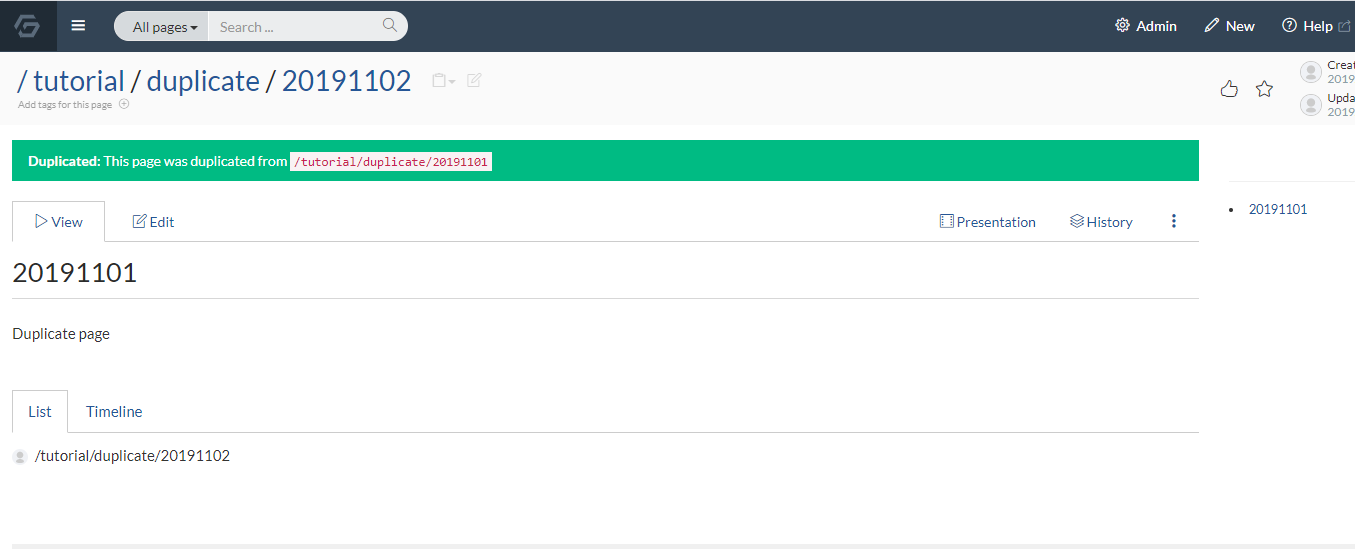 All pages Search ... Admin New Help
/ tutorial / duplicate / 20191102
Add tags for this page
Creat
2019
Upda
2019
Duplicated: This page was duplicated from /tutorial/duplicate/20191101
View Edit Presentation History
20191101
20191101
Duplicate page
List Timeline
/tutorial/duplicate/20191102